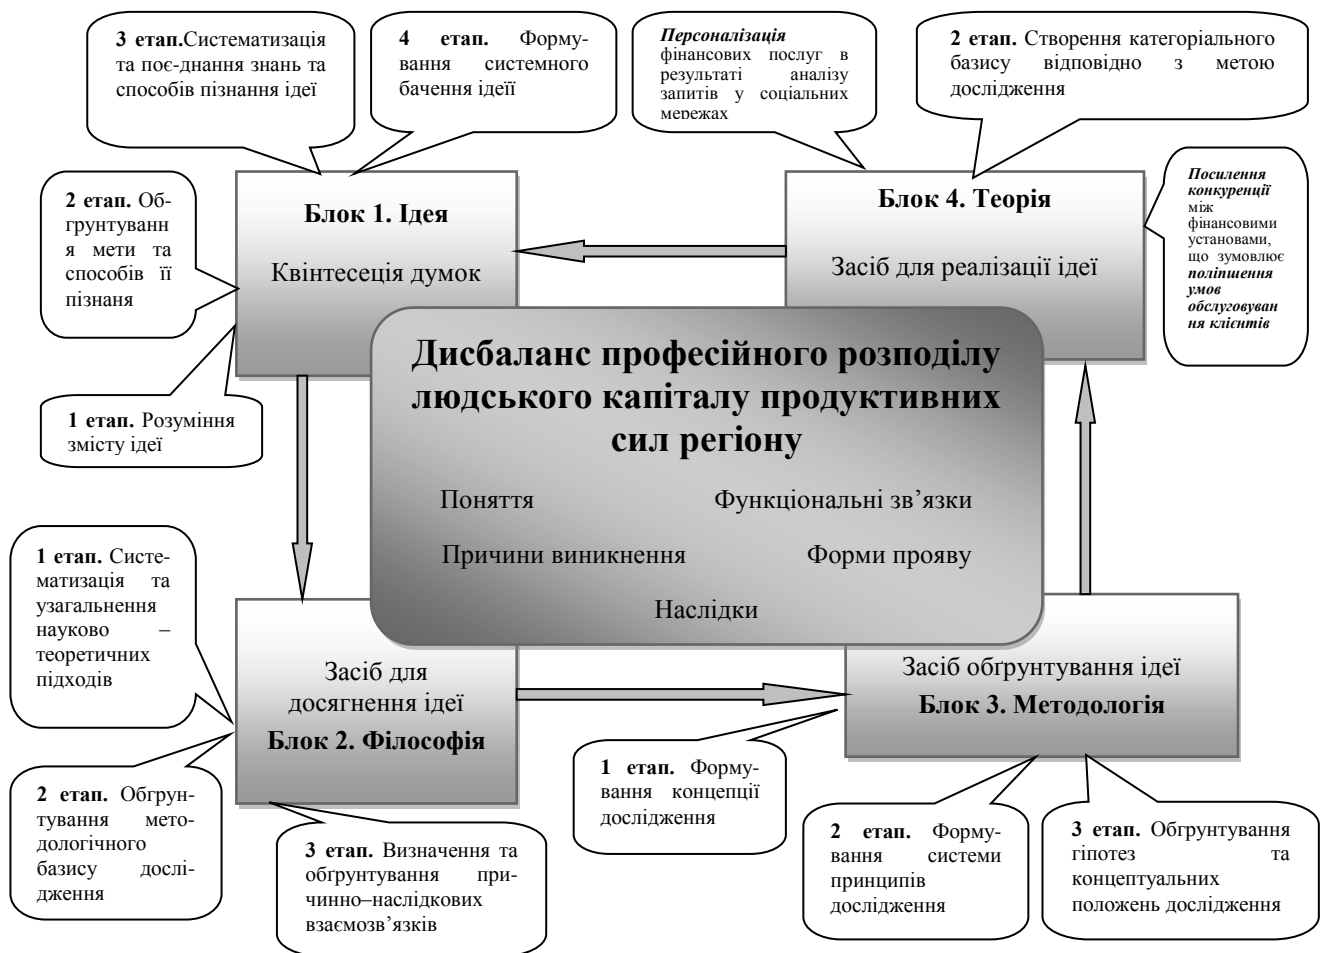 3 етап.Систематизація
та поє-днання знань та
способів пізнання ідеї
4 етап. Форму-
вання системного
бачення ідеїї
Персоналізація
фінансових послуг в
результаті аналізу
запитів у соціальних
мережах
2 етап. Створення категоріального
базису відповідно з метою
дослідження
2 етап. Об-
грунтуванн
я мети та
способів її
пізнаня
Блок 1. Ідея
Квінтесеція думок
Блок 4. Теорія
Засіб для реалізації ідеї
Посилення
конкуренції
між
фінансовими
установами,
що зумовлює
поліпшення
умов
обслуговуван
ня клієнтів
1 етап. Розуміння
змісту ідеї
Дисбаланс професійного розподілу
людського капіталу продуктивних
сил регіону
Поняття
Функціональні зв’язки
Причини виникнення
Форми прояву
Наслідки
1 етап. Систе-
матизація та
узагальнення
науково –
теоретичних
підходів
Засіб для
досягнення ідеї
Блок 2. Філософія
Засіб обґрунтування ідеї
Блок 3. Методологія
2 етап. Обгрун-
тування мето-
дологічного
базису дослі-
дження
3 етап. Визначення та
обґрунтування при-
чинно–наслідкових
взаємозв’язків
1 етап. Форму-
вання концепції
дослідження
2 етап. Форму-
вання системи
принципів
дослідження
3 етап. Обгрунтування
гіпотез та
концептуальних
положень дослідження